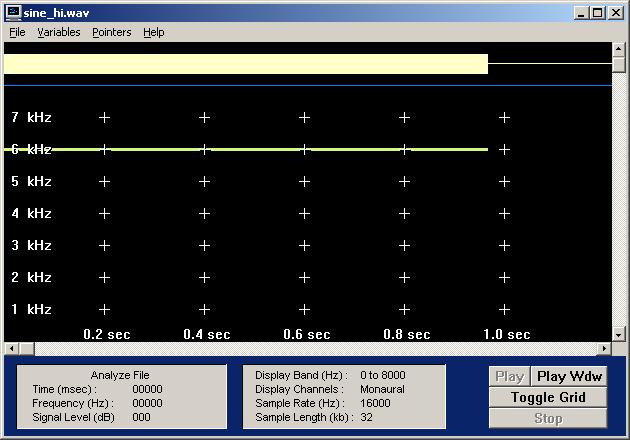 sine_hi.wav
File Variables Pointers Help
7 kHz
6 kHz
5 kHz
4 kHz
3 kHz
2 kHz
1 kHz
0.2 sec 0.4 sec 0.6 sec 0.8 sec 1.0 sec
Analyze File
Time (msec) : 00000
Frequency (Hz) : 00000
Signal Level (dB) 000
Display Band (Hz) : 0 to 8000
Display Channels : Monaural
Sample Rate (Hz) : 16000
Sample Length (kb) : 32
Play Play Wdw
Toggle Grid
Stop